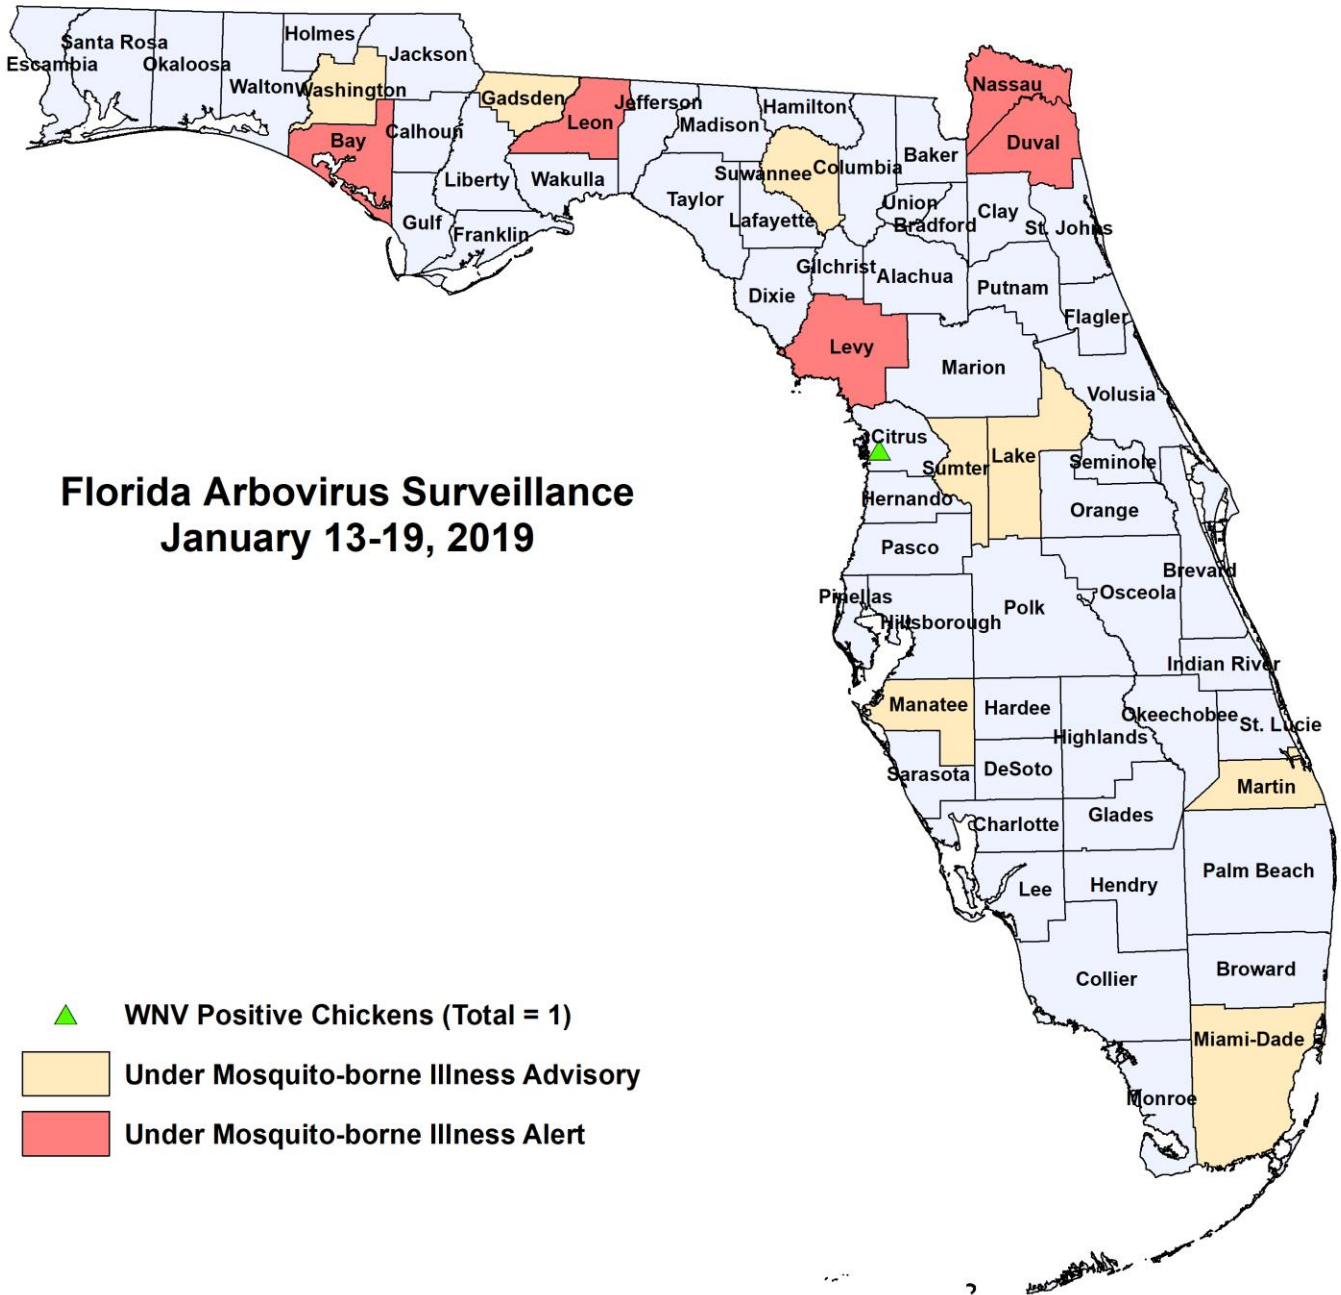 Holmes
Santa Rosa
Jackson
Escambia
Okaloosa
Walton
Washington
Gadsden
Nassau
Jefferson
Hamilton
Leon
Madison
Bay
Calhoun
Duval
Baker
Suwannee
Columbia
Liberty
Wakulla
Taylor
Union
Lafayette
Clay
Gulf
Bradford
St. Johns
Franklin
Gilchrist
Alachua
Dixie
Putnam
Flagler
Levy
Marion
Volusia
Citrus
Sumter
Lake
Seminole
Florida Arbovirus Surveillance
January 13-19, 2019
Hernando
Orange
Pasco
Brevard
Pinellas
Osceola
Polk
Hillsborough
Indian River
Manatee
Hardee
Okeechobee
St. Lucie
Highlands
Sarasota
DeSoto
Martin
Charlotte
Glades
Palm Beach
Lee
Hendry
Collier
Broward
WNV Positive Chickens (Total = 1)
Miami-Dade
Under Mosquito-borne Illness Advisory
Monroe
Under Mosquito-borne Illness Alert